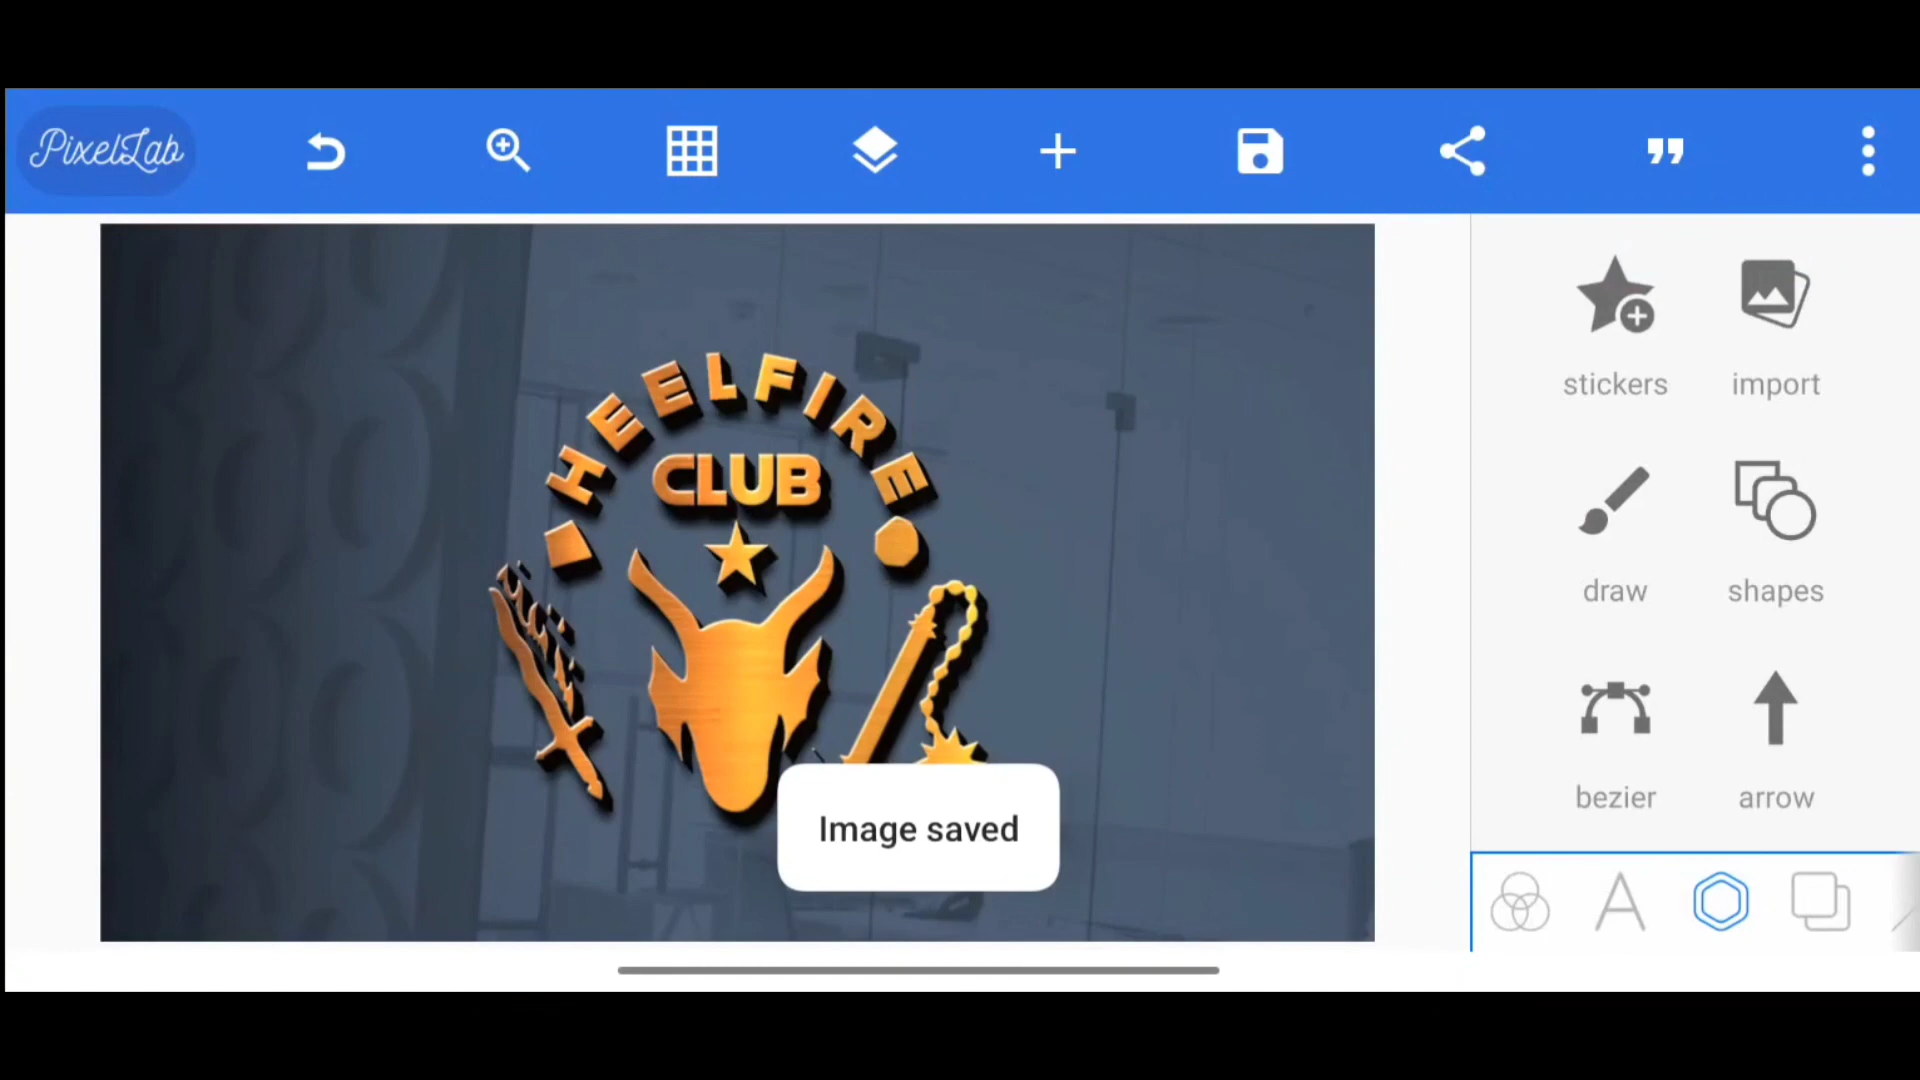 PixelLab
HEELFIRE
CLUB
stickers
import
draw
shapes
bezier
arrow
Image saved